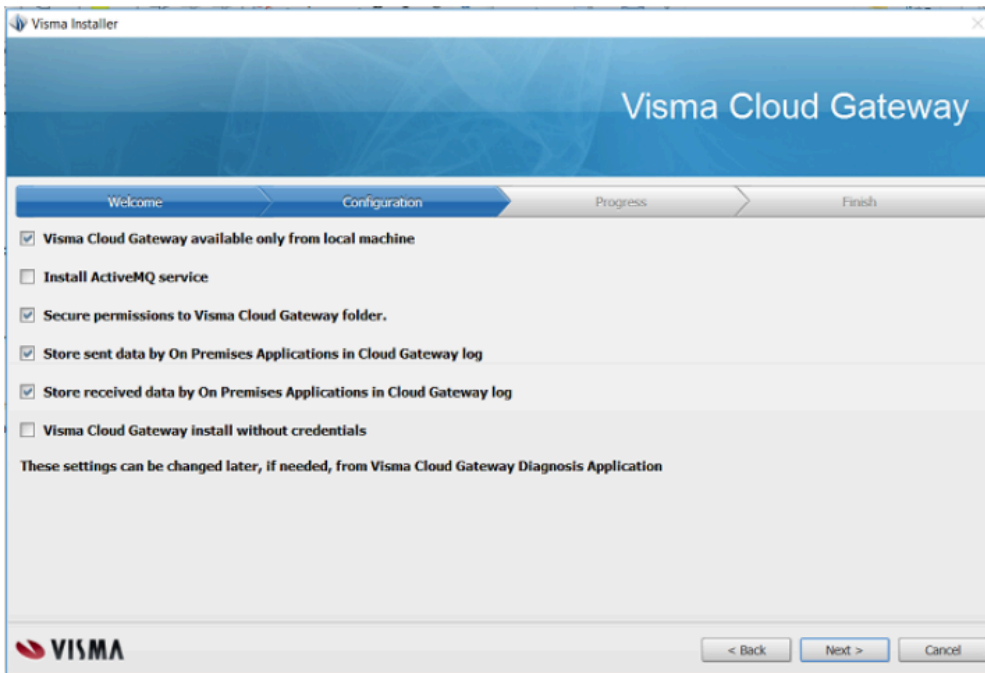 Visma Installer
Visma Cloud Gateway
Welcome
Configuration
Progress
Finish
Visma Cloud Gateway available only from local machine
Install ActiveMQ service
Secure permissions to Visma Cloud Gateway folder.
Store sent data by On Premises Applications in Cloud Gateway log
Store received data by On Premises Applications in Cloud Gateway log
Visma Cloud Gateway install without credentials
These settings can be changed later, if needed, from Visma Cloud Gateway Diagnosis Application
VISMA
< Back
Next >
Cancel